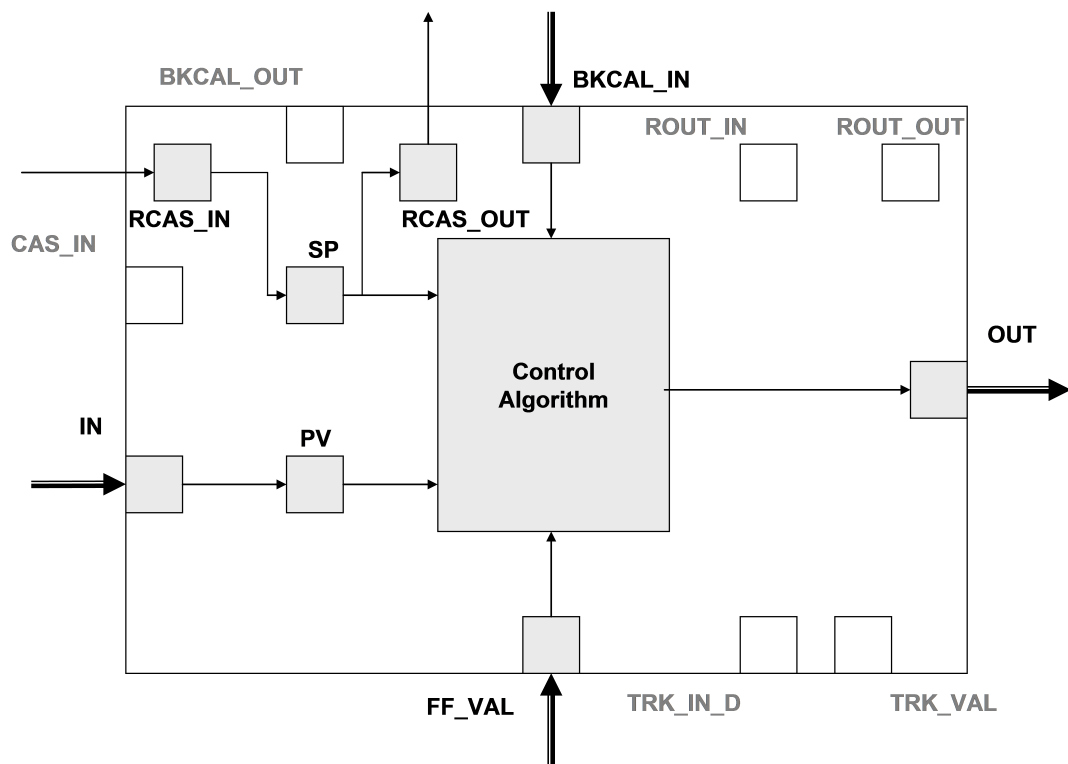 BKCAL_OUT
BKCAL_IN
ROUT_IN
ROUT_OUT
RCAS_IN
RCAS_OUT
CAS_IN
SP
OUT
Control
Algorithm
IN
PV
FF_VAL
TRK_IN_D
TRK_VAL